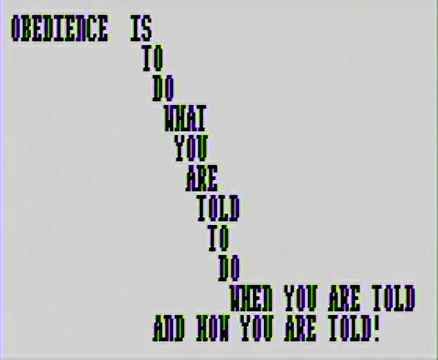 OBEDIENCE IS
TO
DO
WHAT
YOU
ARE
TOLD
TO
DO
WHEN YOU ARE TOLD
AND HOW YOU ARE TOLD!